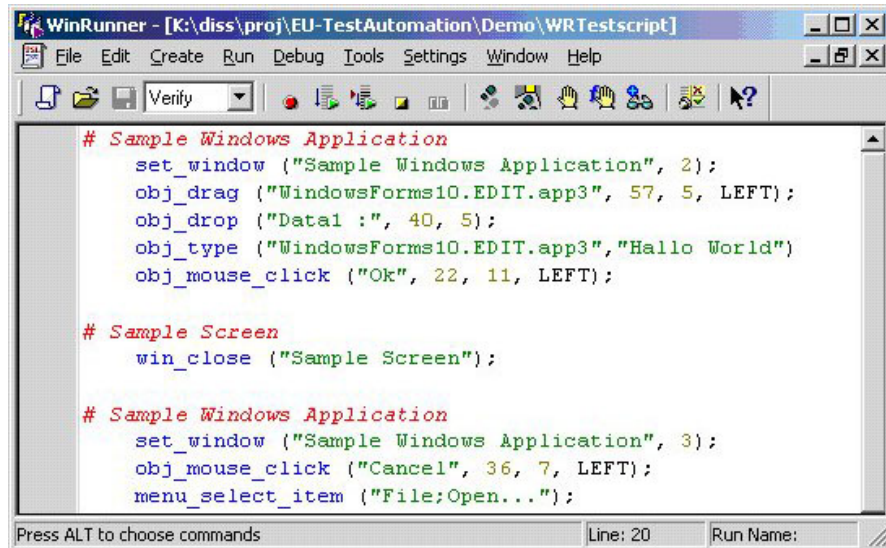 WinRunner - [K:\diss\proj\EU-TestAutomation\Demo\WRTestscript]
File Edit Create Run Debug Tools Settings Window Help
Verify
# Sample Windows Application
set_window ("Sample Windows Application", 2);
obj_drag ("WindowsForms10.EDIT.app3", 57, 5, LEFT);
obj_drop ("Data1 :", 40, 5);
obj_type ("WindowsForms10.EDIT.app3","Hallo World")
obj_mouse_click ("Ok", 22, 11, LEFT);
# Sample Screen
win_close ("Sample Screen");
# Sample Windows Application
set_window ("Sample Windows Application", 3);
obj_mouse_click ("Cancel", 36, 7, LEFT);
menu_select_item ("File;Open...");
Press ALT to choose commands Line: 20 Run Name: